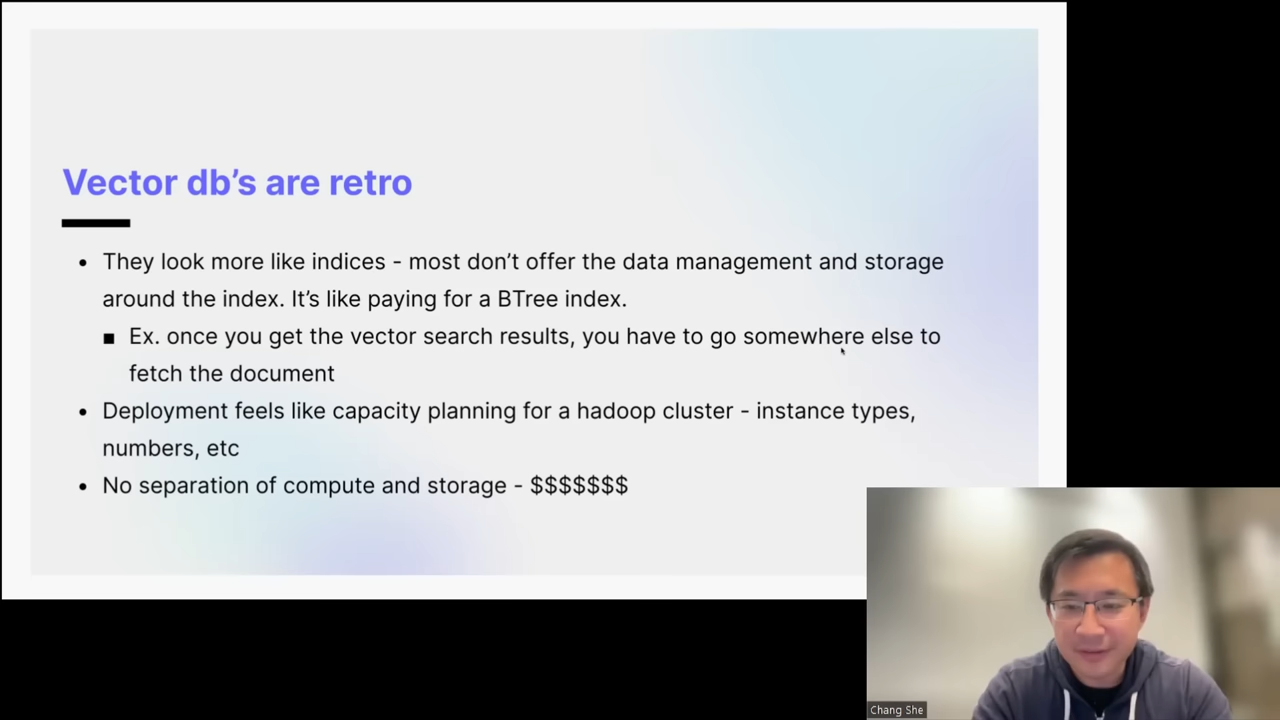 Vector db’s are retro
• They look more like indices - most don’t offer the data management and storage
around the index. It’s like paying for a BTree index.
■ Ex. once you get the vector search results, you have to go somewhere else to
fetch the document
• Deployment feels like capacity planning for a hadoop cluster - instance types,
numbers, etc
• No separation of compute and storage - $$$$$$$
Chang She